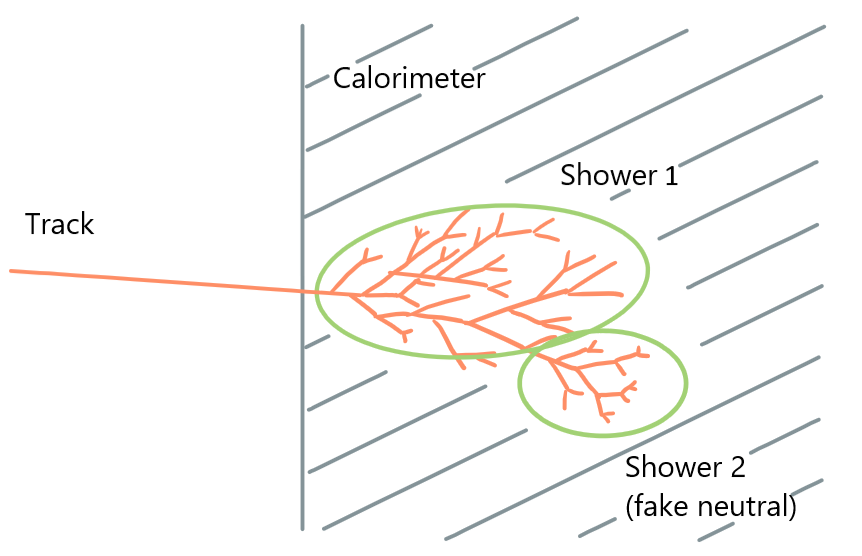 Calorimeter
Shower 1
Track
Shower 2
(fake neutral)